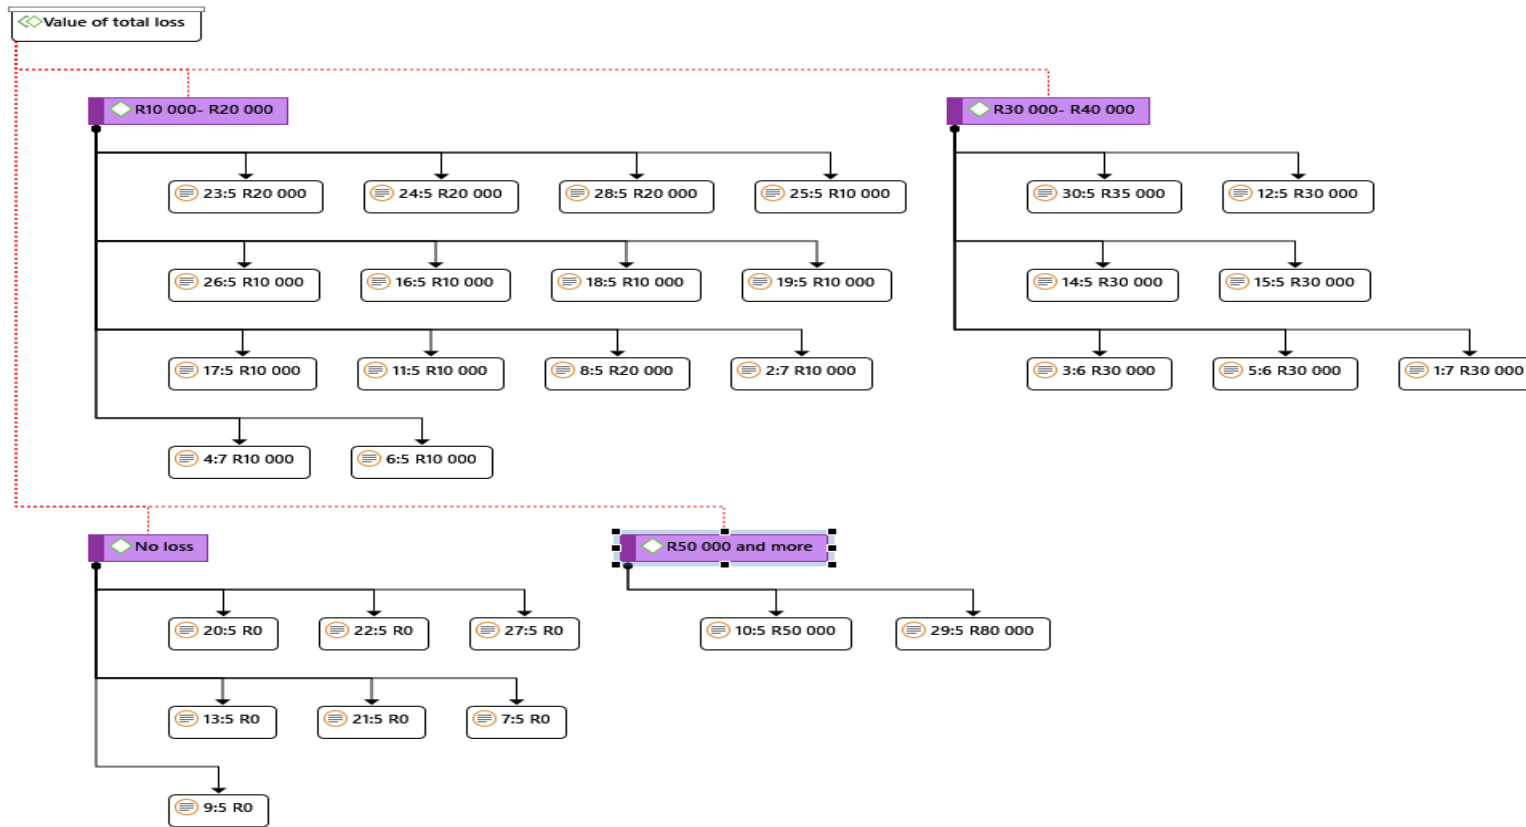 Value of total loss
R10 000- R20 000
R30 000- R40 000
23:5 R20 000
24:5 R20 000
28:5 R20 000
25:5 R10 000
30:5 R35 000
12:5 R30 000
26:5 R10 000
16:5 R10 000
18:5 R10 000
19:5 R10 000
14:5 R30 000
15:5 R30 000
17:5 R10 000
11:5 R10 000
8:5 R20 000
2:7 R10 000
3:6 R30 000
5:6 R30 000
1:7 R30 000
4:7 R10 000
6:5 R10 000
No loss
R50 000 and more
20:5 R0
22:5 R0
27:5 R0
10:5 R50 000
29:5 R80 000
13:5 R0
21:5 R0
7:5 R0
9:5 R0